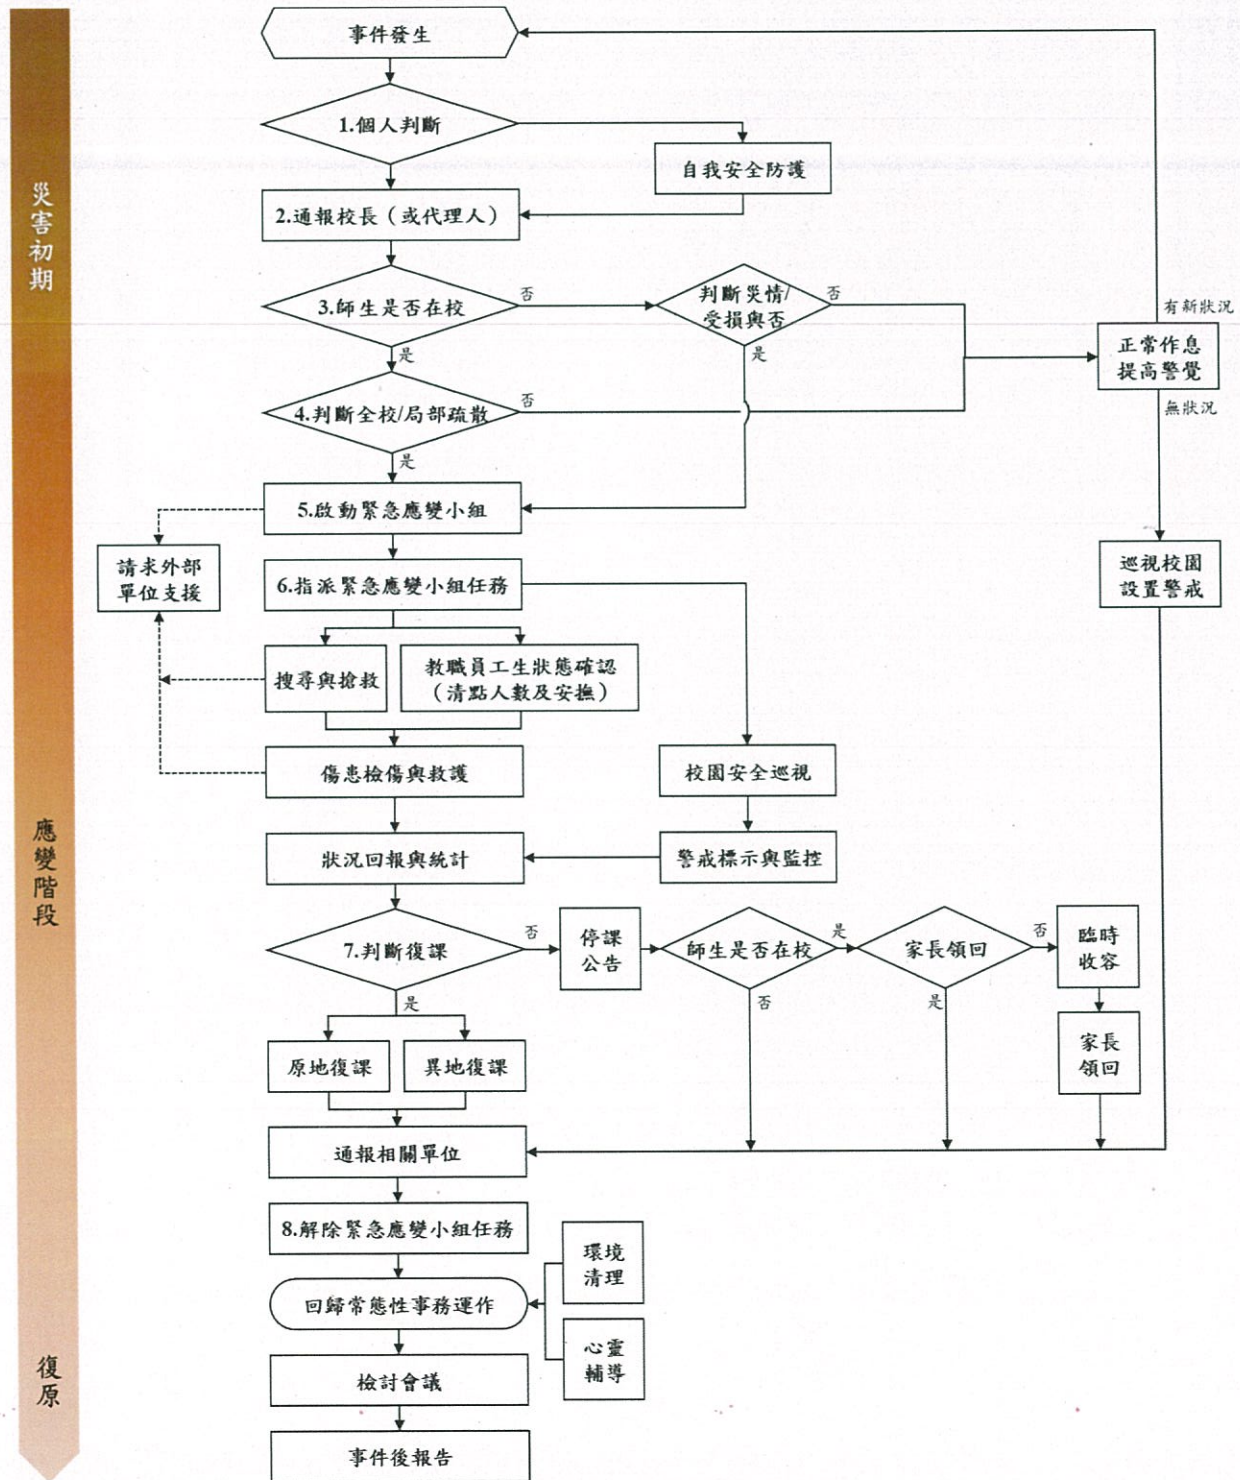 事件發生
1.個人判斷
自我安全防護
2.通報校長（或代理人）
災害初期
3.師生是否在校
否
判斷災情/
受損與否
否
有新狀況
正常作息
提高警覺
無狀況
是
是
4.判斷全校/局部疏散
否
是
5.啟動緊急應變小組
請求外部
單位支援
6.指派緊急應變小組任務
巡視校園
設置警戒
搜尋與搶救
教職員工生狀態確認
（清點人數及安撫）
傷患檢傷與救護
校園安全巡視
應變階段
狀況回報與統計
警戒標示與監控
7.判斷復課
否
停課
公告
師生是否在校
是
家長領回
否
臨時
收容
是
否
是
原地復課
異地復課
家長
領回
通報相關單位
8.解除緊急應變小組任務
環境
清理
回歸常態性事務運作
心靈
輔導
復原
檢討會議
事件後報告